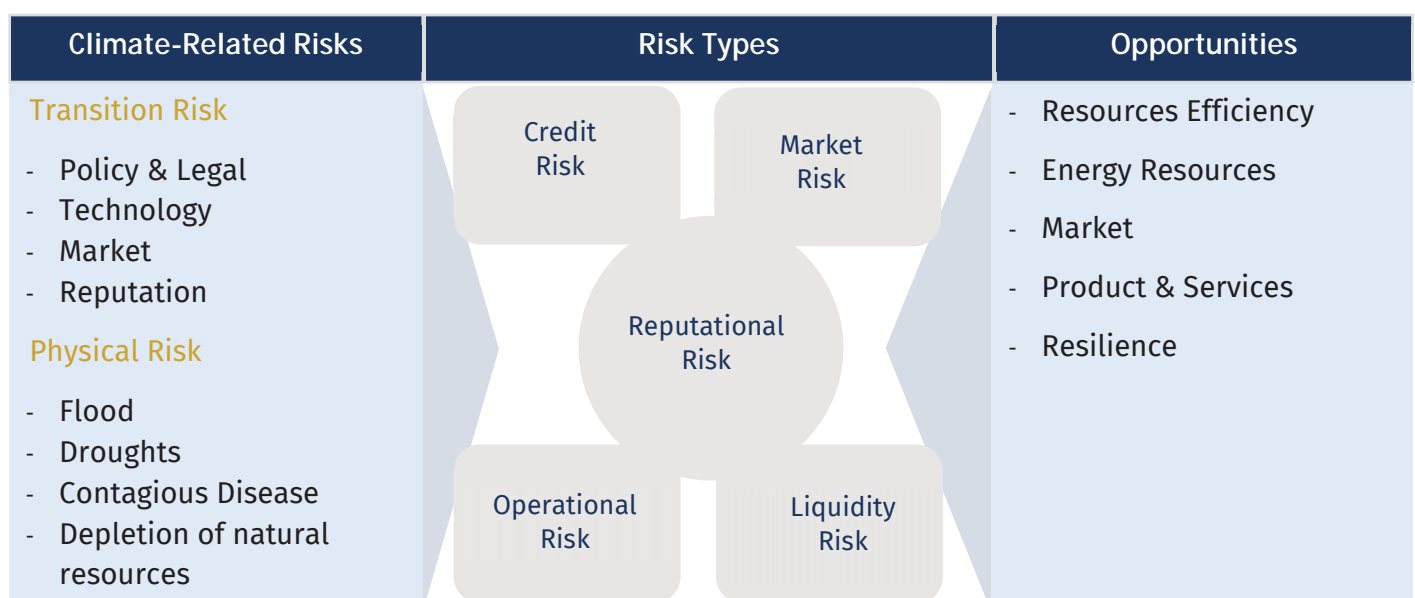 Climate-Related Risks
Risk Types
Opportunities
Transition Risk
- Policy & Legal
- Technology
- Market
- Reputation
Physical Risk
- Flood
- Droughts
- Contagious Disease
- Depletion of natural
resources
Credit
Risk
Market
Risk
Reputational
Risk
Operational
Risk
Liquidity
Risk
- Resources Efficiency
- Energy Resources
- Market
- Product & Services
- Resilience